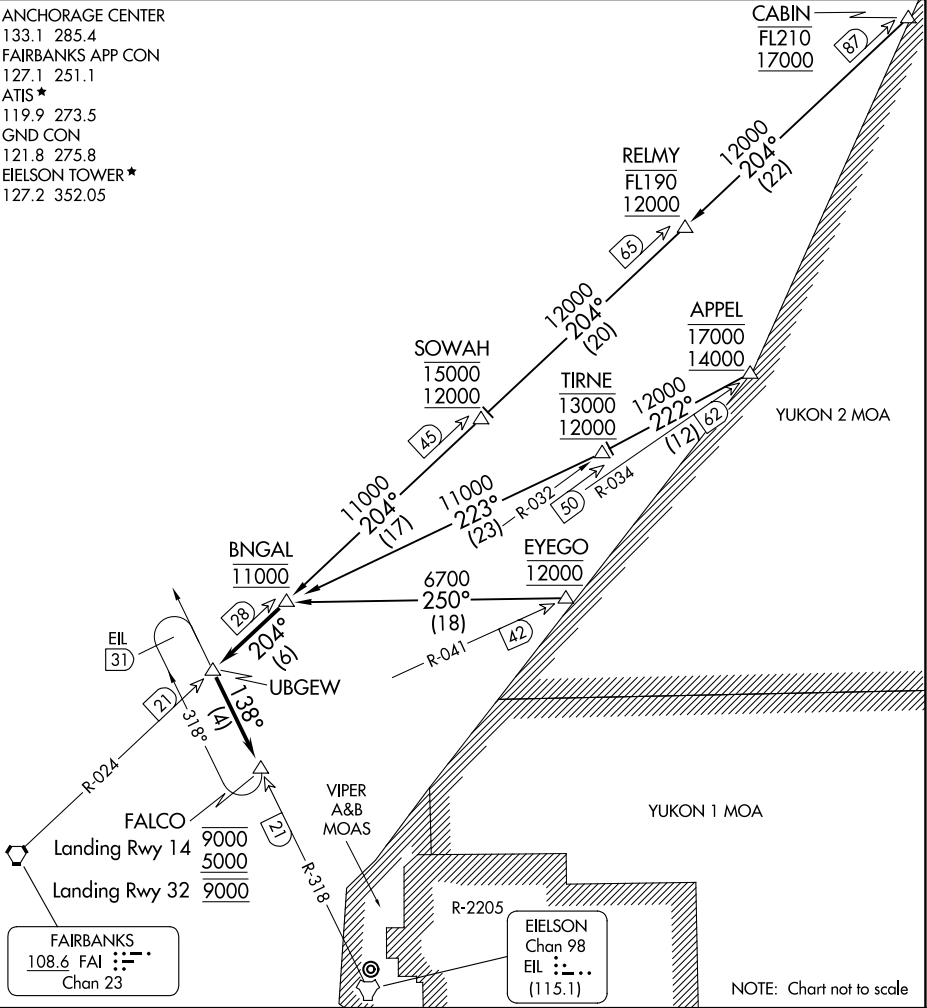 ANCHORAGE CENTER
133.1 285.4
FAIRBANKS APP CON
127.1 251.1
ATIS ★
119.9 273.5
GND CON
121.8 275.8
EIELSON TOWER ★
127.2 352.05
CABIN
FL210
17000
87
12000
204°
(22)
RELMY
FL190
12000
65
12000
204°
(20)
APPEL
17000
14000
SOWAH
15000
12000
TIRNE
13000
12000
12000
222°
(12)
62
YUKON 2 MOA
45
11000
204°
(17)
11000
223°
(23)
R-032
50
R-034
BNGAL
11000
EYEGO
12000
6700
250°
(18)
28
204°
(6)
42
R-041
EIL
31
UBGEW
21
318°
138°
(4)
R-024
FALCO
Landing Rwy 14 9000
5000
Landing Rwy 32 9000
21
R-318
VIPER
A&B
MOAS
YUKON 1 MOA
R-2205
FAIRBANKS
108.6 FAI
Chan 23
EIELSON
Chan 98
EIL
(115.1)
NOTE: Chart not to scale